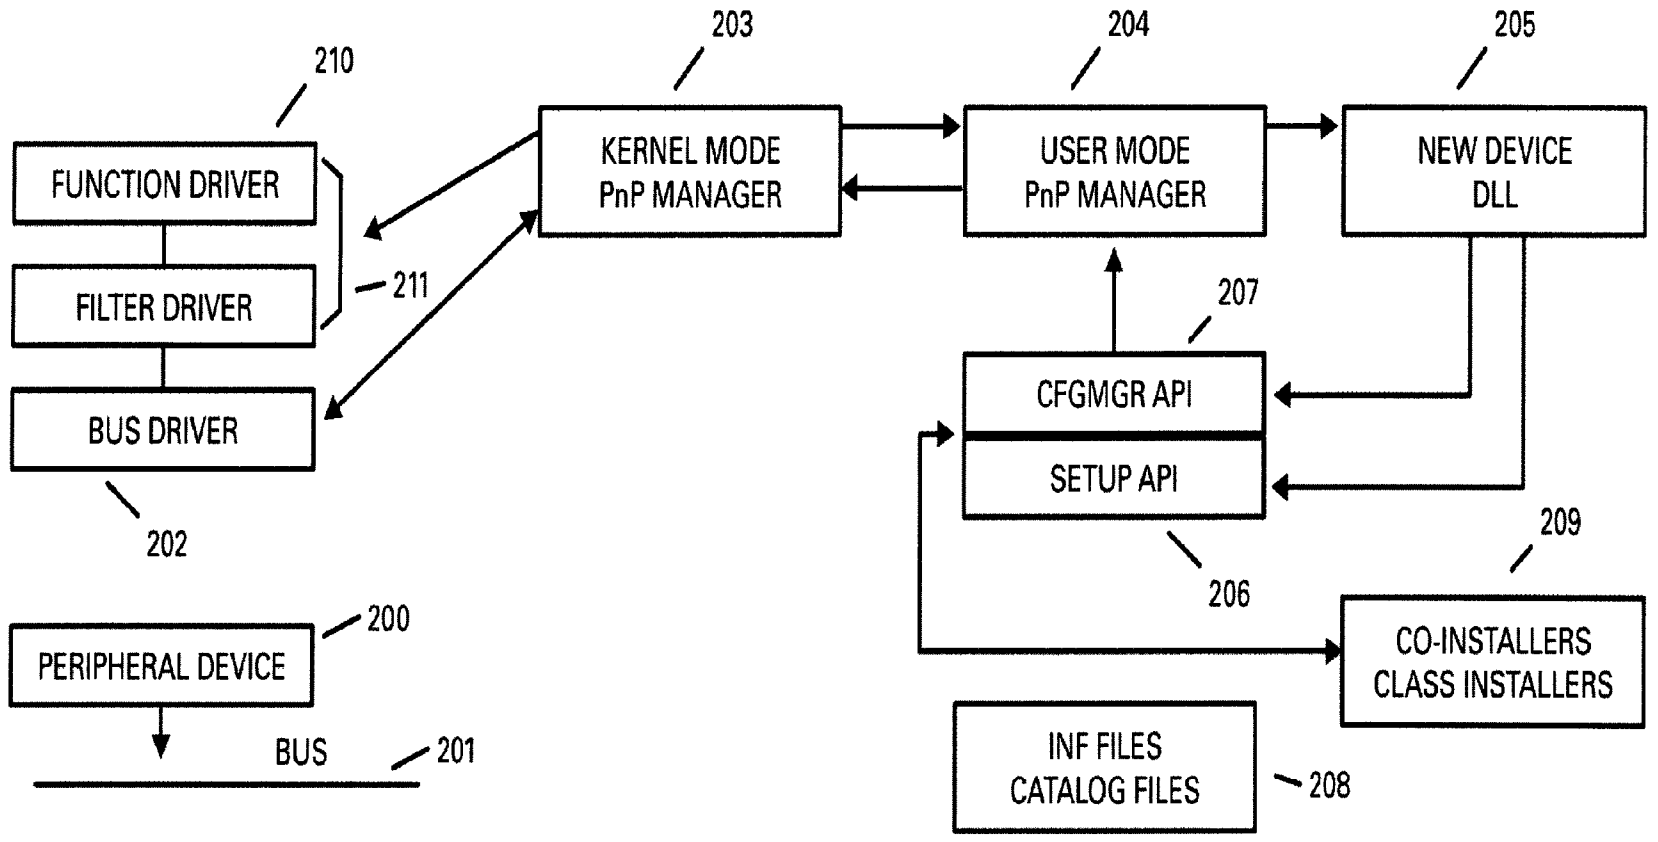 203
204
205
210
KERNEL MODE
PnP MANAGER
USER MODE
PnP MANAGER
NEW DEVICE
DLL
FUNCTION DRIVER
211
FILTER DRIVER
207
BUS DRIVER
CFGMGR API
SETUP API
202
206
209
200
PERIPHERAL DEVICE
CO-INSTALLERS
CLASS INSTALLERS
BUS
201
INF FILES
CATALOG FILES
208